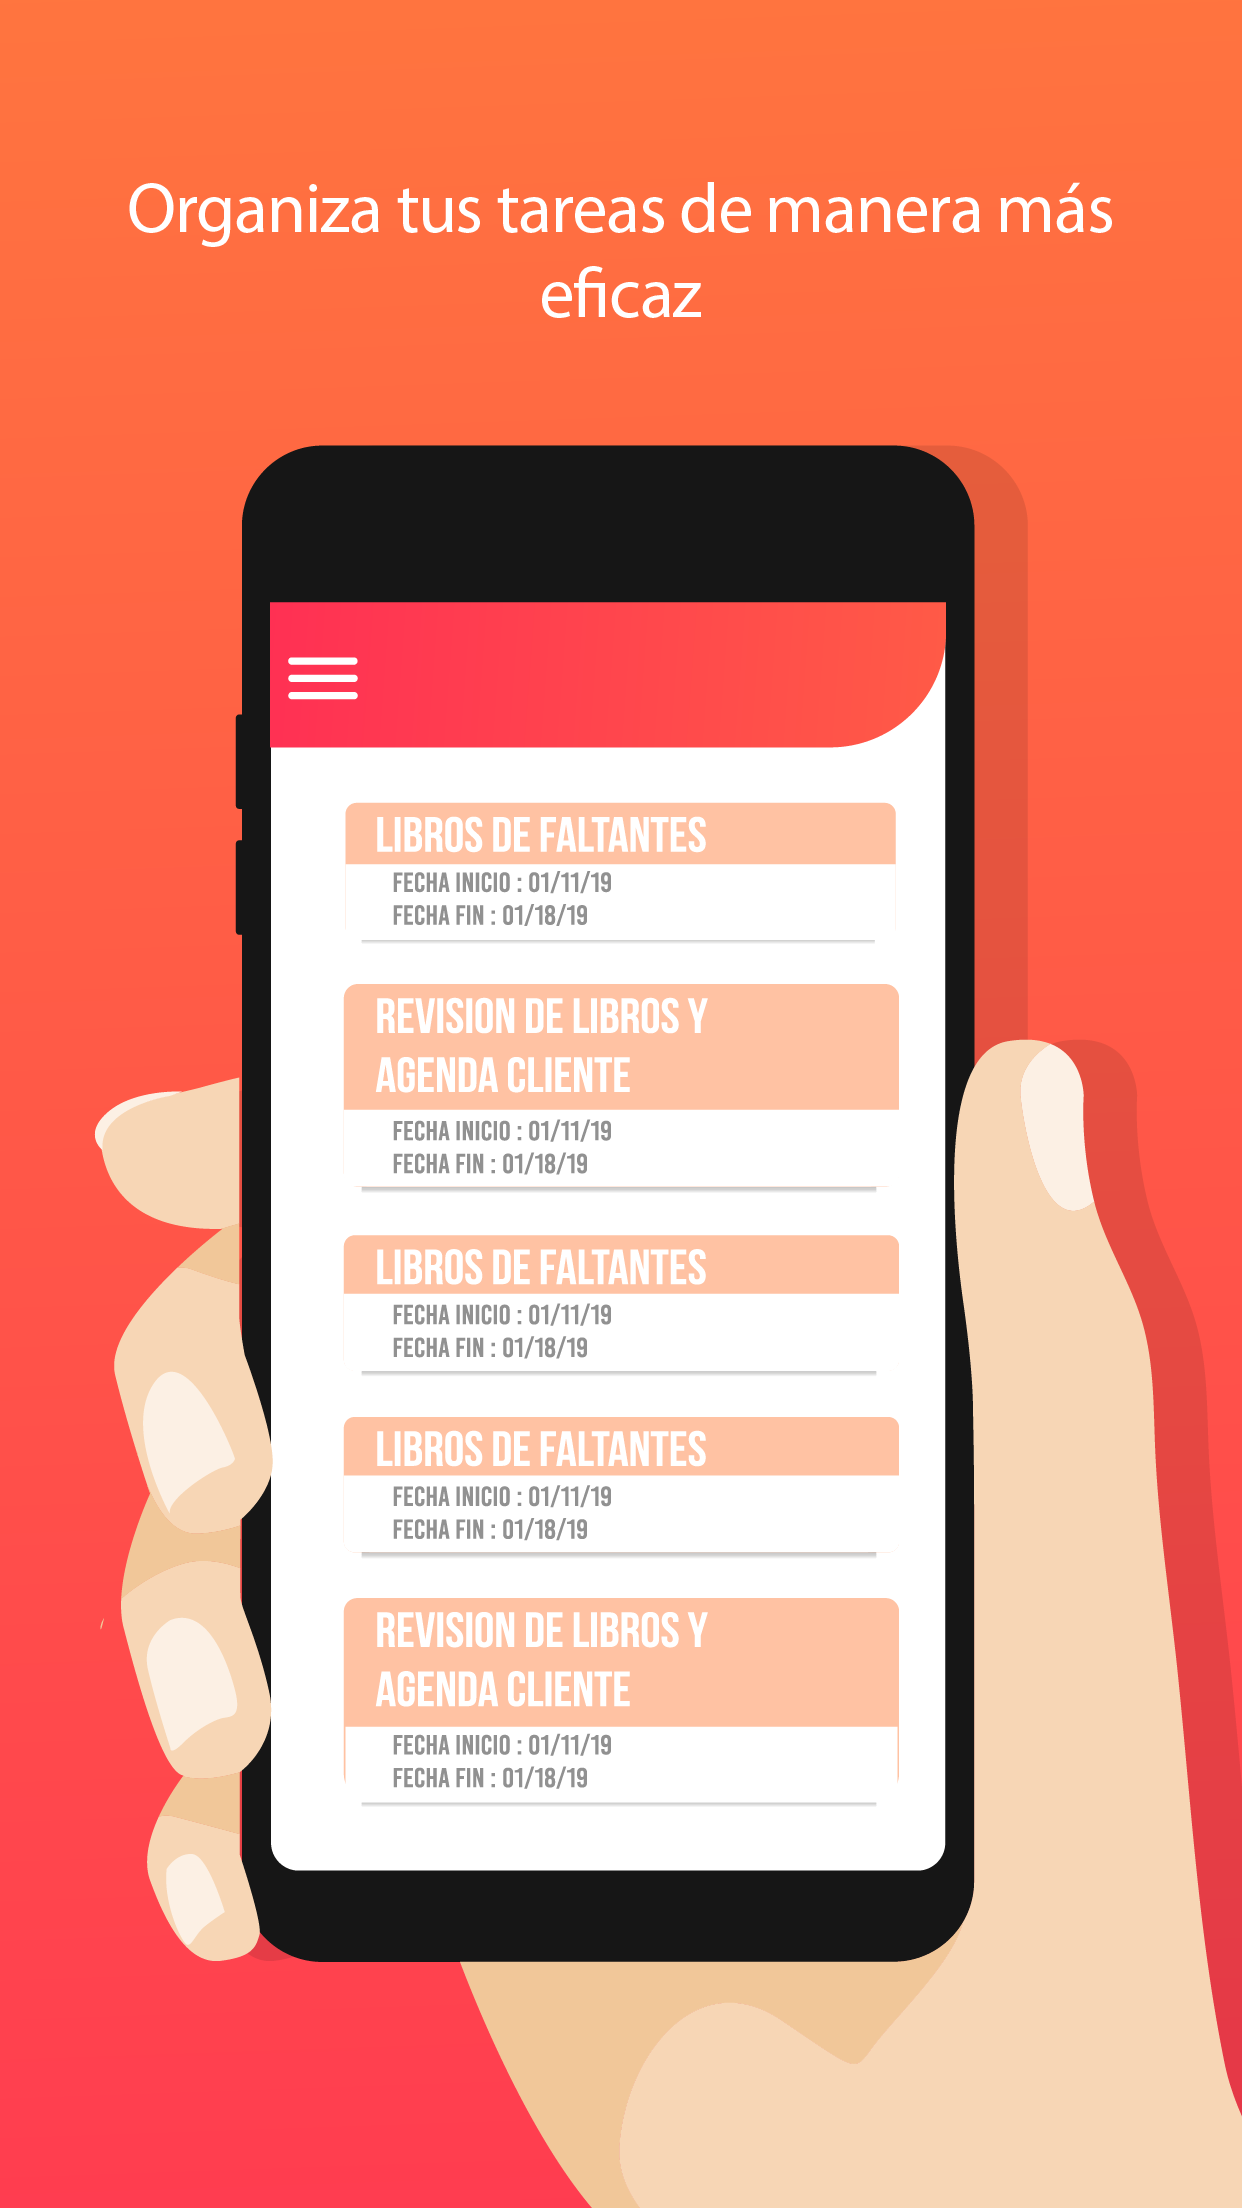 Organiza tus tareas de manera más
eficaz
LIBROS DE FALTANTES
FECHA INICIO : 01/11/19
FECHA FIN : 01/18/19
REVISION DE LIBROS Y
AGENDA CLIENTE
FECHA INICIO : 01/11/19
FECHA FIN : 01/18/19
LIBROS DE FALTANTES
FECHA INICIO : 01/11/19
FECHA FIN : 01/18/19
LIBROS DE FALTANTES
FECHA INICIO : 01/11/19
FECHA FIN : 01/18/19
REVISION DE LIBROS Y
AGENDA CLIENTE
FECHA INICIO : 01/11/19
FECHA FIN : 01/18/19